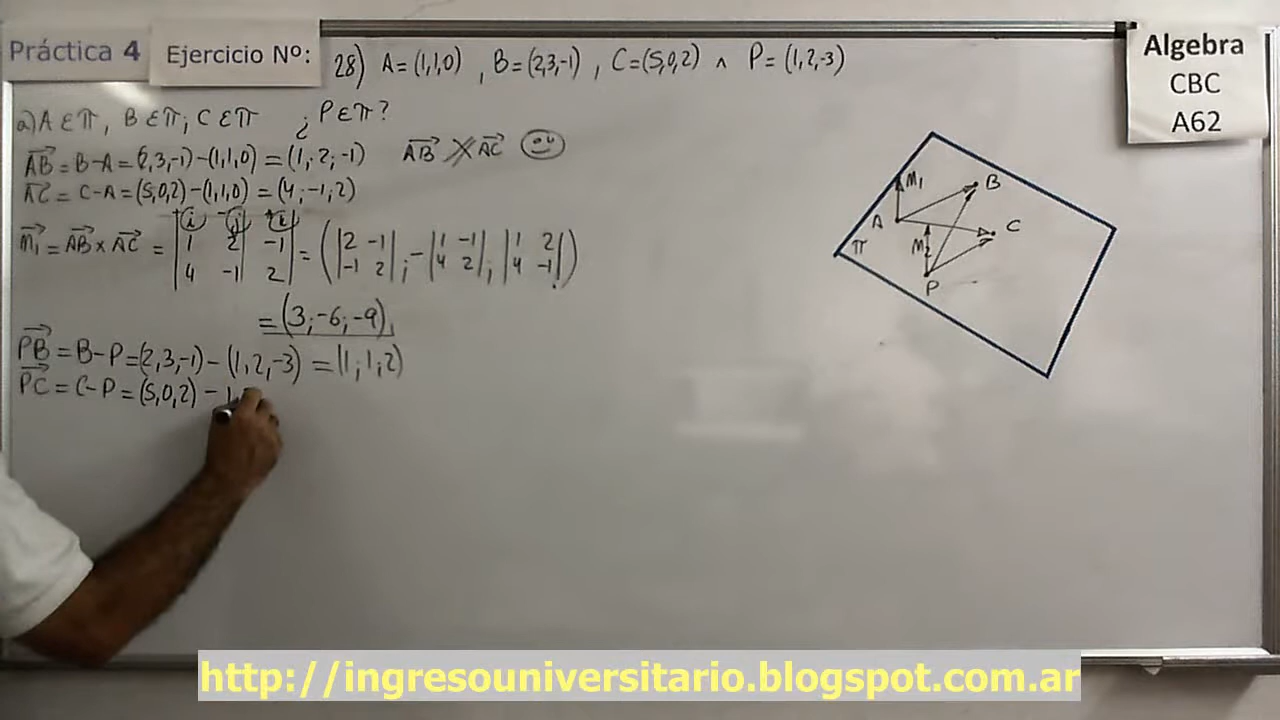 Práctica 4 Ejercicio Nº: 28) A=(1,1,0) , B=(2,3,-1) , C=(5,0,2) ∧ P=(1,2,-3)
Algebra
CBC
A62
a) A∈π, B∈π; C∈π ¿P∈π?
AB = B-A = (2,3,-1)-(1,1,0) = (1; 2; -1) AB ∦ AC
AC = C-A = (5,0,2)-(1,1,0) = (4; -1; 2)
M₁ = AB × AC = |i j k; 1 2 -1; 4 -1 2| = (|2 -1; -1 2|; -|1 -1; 4 2|; |1 2; 4 -1|)
= (3; -6; -9)
PB = B-P = (2,3,-1) - (1,2,-3) = (1; 1; 2)
PC = C-P = (5,0,2) - 1,
M₁
B
A
C
π
M₂
P
http://ingresouniversitario.blogspot.com.ar